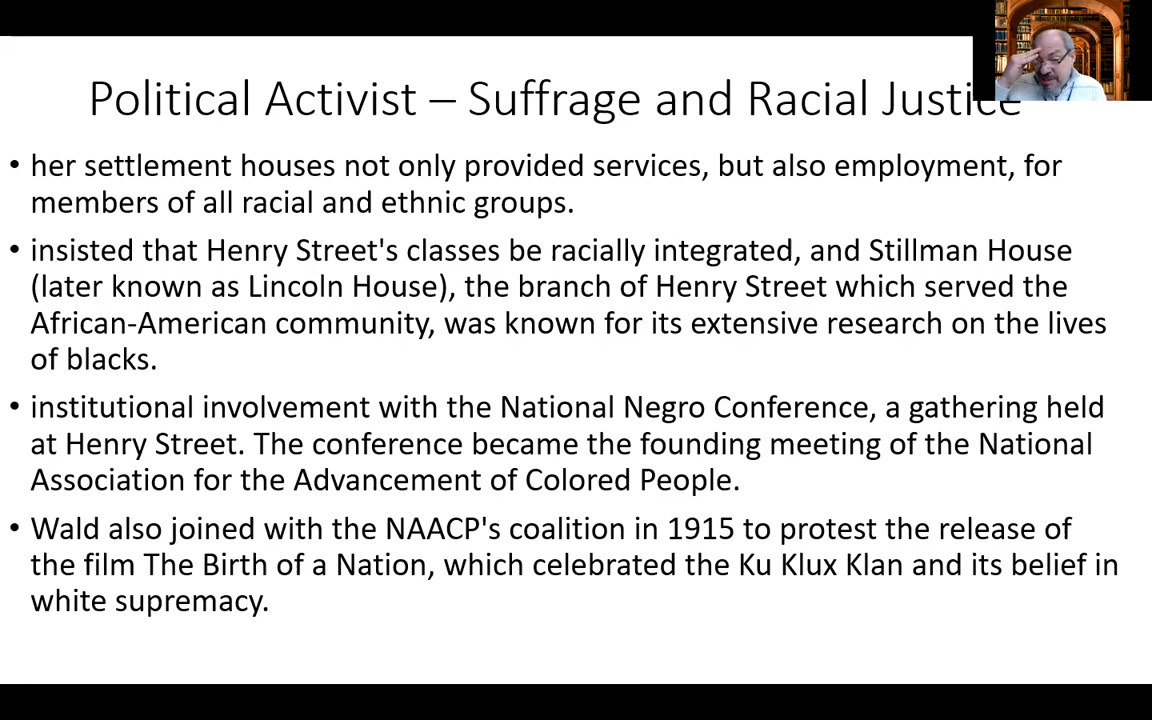 Political Activist – Suffrage and Racial Justice
• her settlement houses not only provided services, but also employment, for
members of all racial and ethnic groups.
• insisted that Henry Street's classes be racially integrated, and Stillman House
(later known as Lincoln House), the branch of Henry Street which served the
African-American community, was known for its extensive research on the lives
of blacks.
• institutional involvement with the National Negro Conference, a gathering held
at Henry Street. The conference became the founding meeting of the National
Association for the Advancement of Colored People.
• Wald also joined with the NAACP's coalition in 1915 to protest the release of
the film The Birth of a Nation, which celebrated the Ku Klux Klan and its belief in
white supremacy.